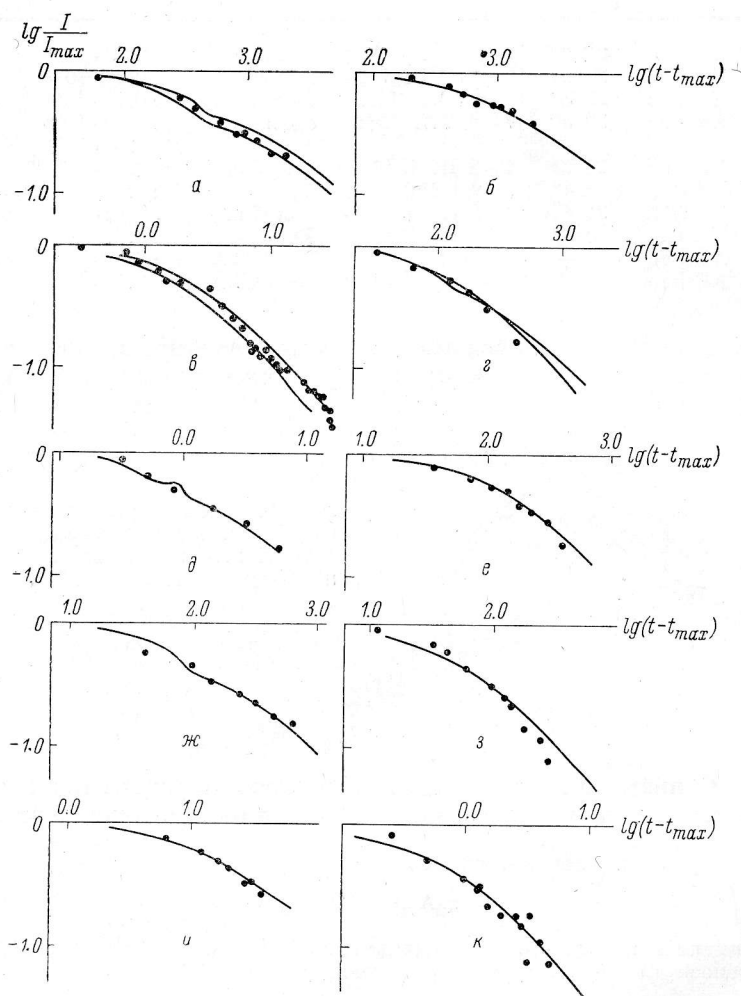 lg I/I_max
2.0 3.0
0
-1.0
а
2.0 3.0
lg(t-t_max)
б
0.0 1.0
0
-1.0
в
2.0 3.0
lg(t-t_max)
г
0.0 1.0
0
-1.0
д
1.0 2.0 3.0
lg(t-t_max)
е
1.0 2.0 3.0
0
-1.0
ж
1.0 2.0
lg(t-t_max)
з
0.0 1.0
0
-1.0
и
0.0 1.0
lg(t-t_max)
к